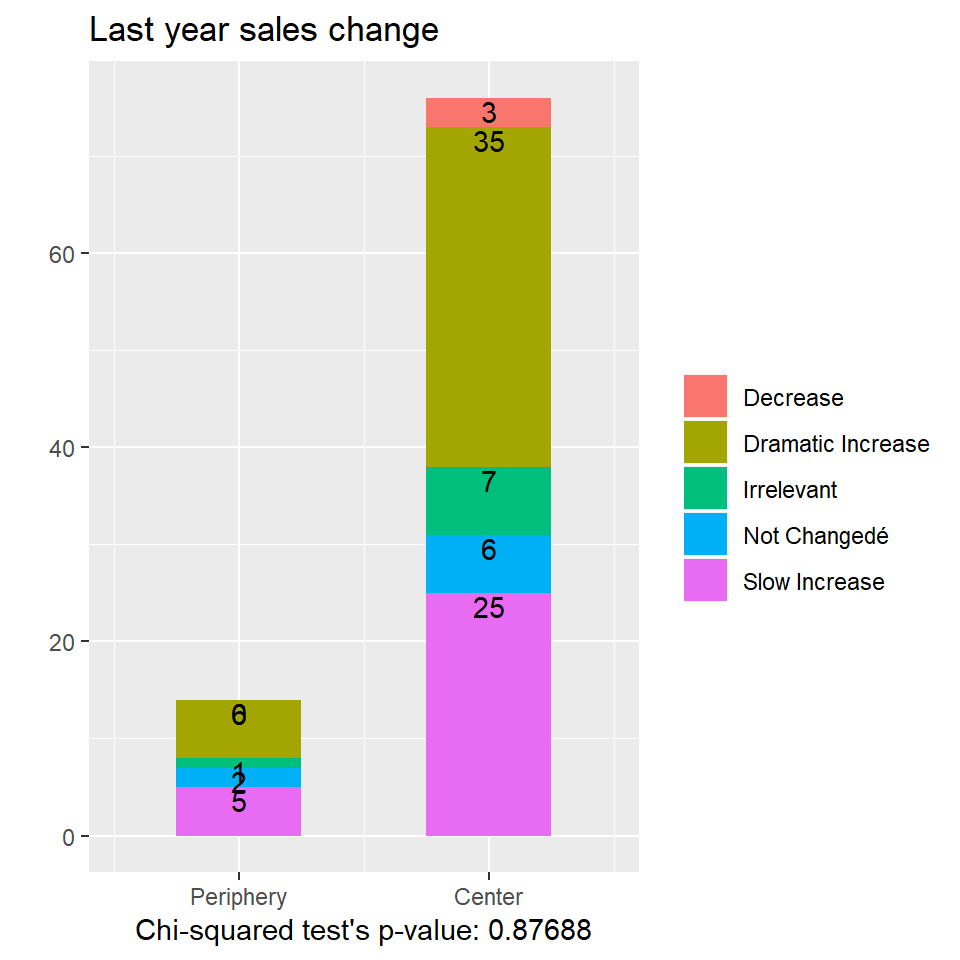 Last year sales change
3
35
60
40
7
6
25
20
0
6
1
2
5
0
Decrease
Dramatic Increase
Irrelevant
Not Changedé
Slow Increase
Periphery
Center
Chi-squared test's p-value: 0.87688